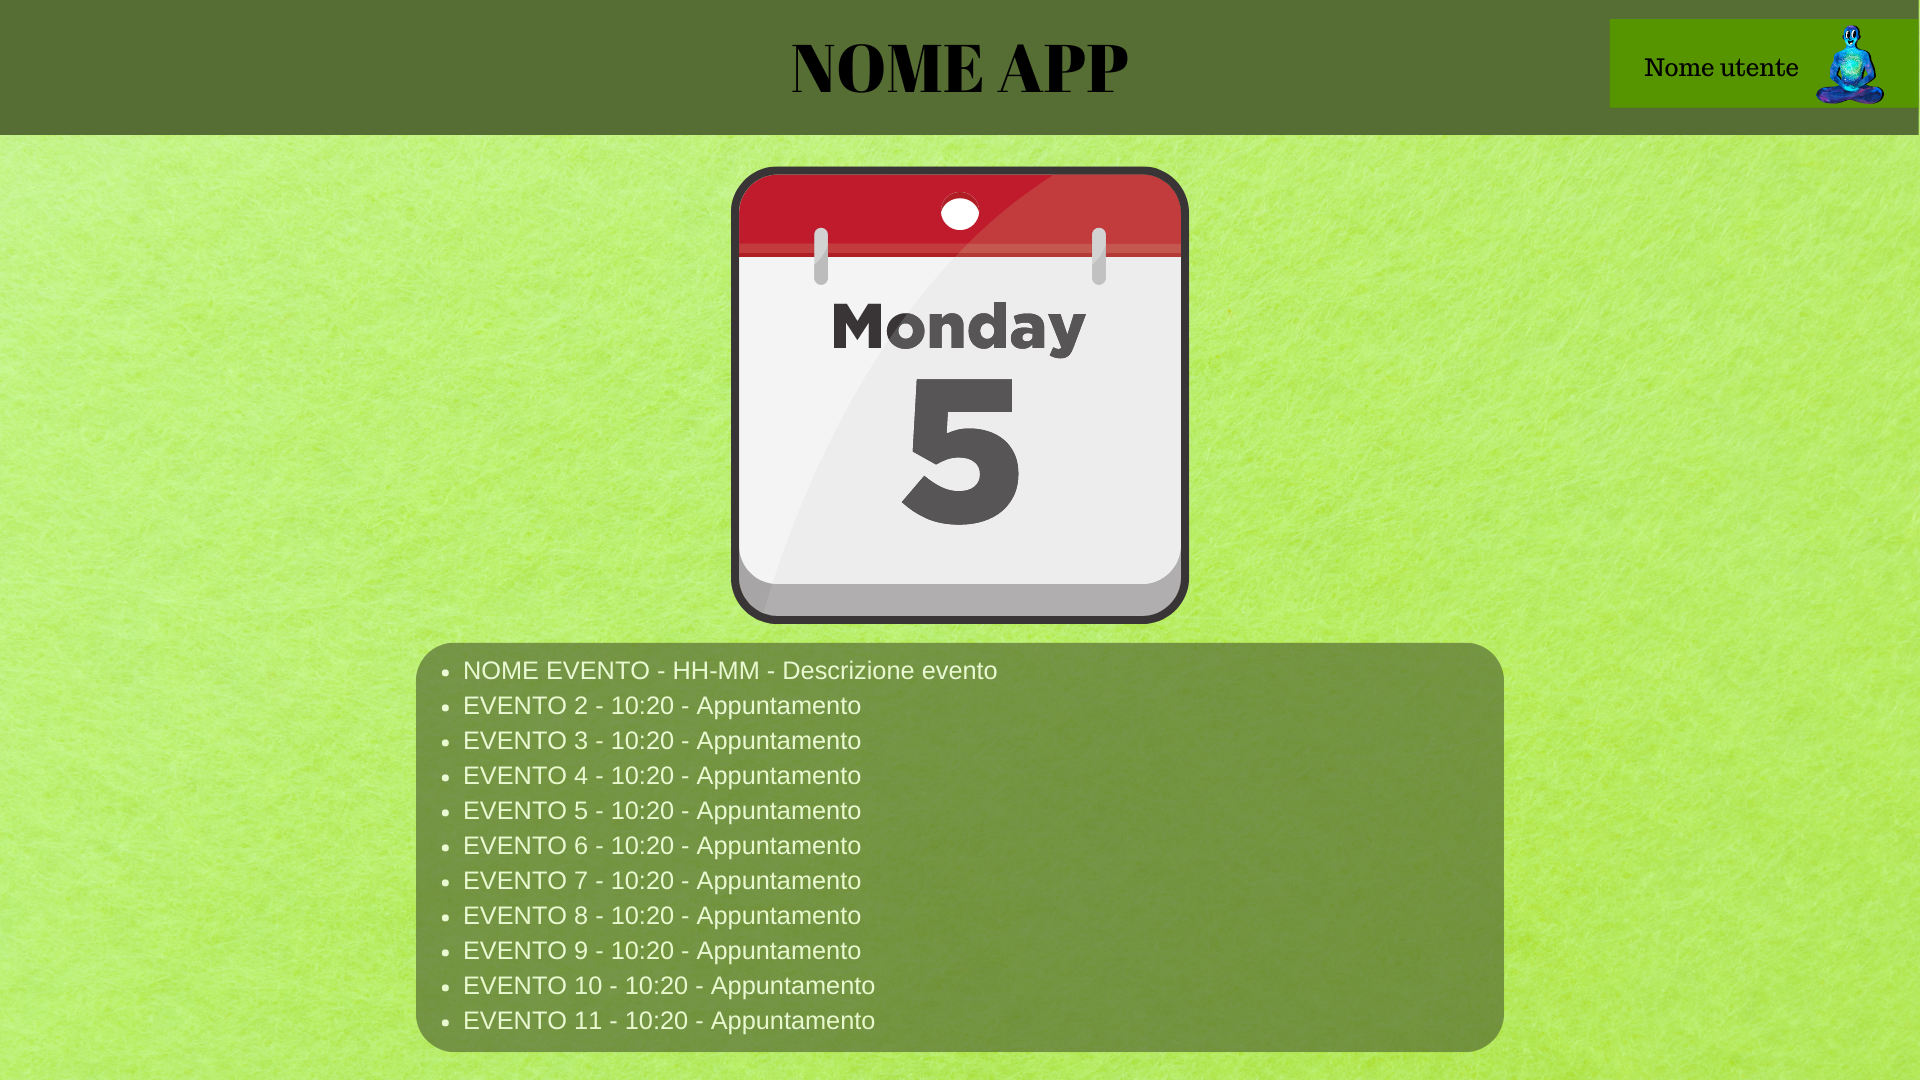 NOME APP
Nome utente
Monday
5
• NOME EVENTO - HH-MM - Descrizione evento
• EVENTO 2 - 10:20 - Appuntamento
• EVENTO 3 - 10:20 - Appuntamento
• EVENTO 4 - 10:20 - Appuntamento
• EVENTO 5 - 10:20 - Appuntamento
• EVENTO 6 - 10:20 - Appuntamento
• EVENTO 7 - 10:20 - Appuntamento
• EVENTO 8 - 10:20 - Appuntamento
• EVENTO 9 - 10:20 - Appuntamento
• EVENTO 10 - 10:20 - Appuntamento
• EVENTO 11 - 10:20 - Appuntamento